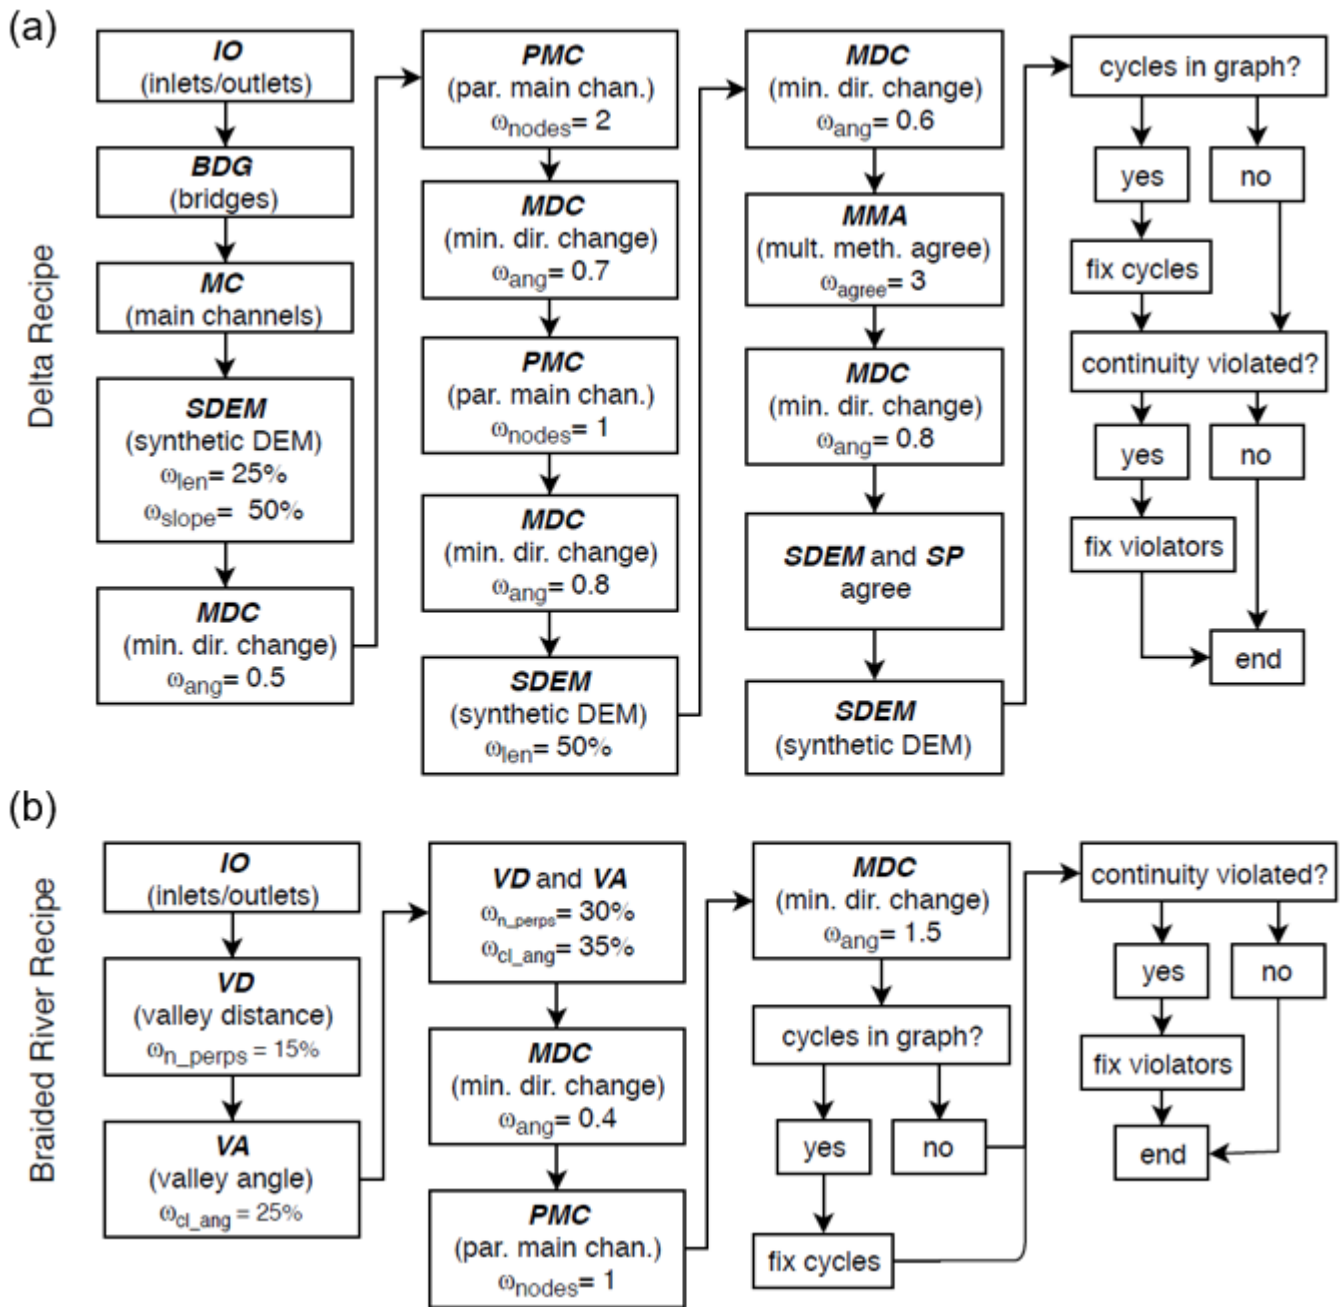 (a)
Delta Recipe
IO
(inlets/outlets)
BDG
(bridges)
MC
(main channels)
SDEM
(synthetic DEM)
ωlen= 25%
ωslope= 50%
MDC
(min. dir. change)
ωang= 0.5
PMC
(par. main chan.)
ωnodes= 2
MDC
(min. dir. change)
ωang= 0.7
PMC
(par. main chan.)
ωnodes= 1
MDC
(min. dir. change)
ωang= 0.8
SDEM
(synthetic DEM)
ωlen= 50%
MDC
(min. dir. change)
ωang= 0.6
MMA
(mult. meth. agree)
ωagree= 3
MDC
(min. dir. change)
ωang= 0.8
SDEM and SP
agree
SDEM
(synthetic DEM)
cycles in graph?
yes
no
fix cycles
continuity violated?
yes
no
fix violators
end
(b)
Braided River Recipe
IO
(inlets/outlets)
VD
(valley distance)
ωn_perps = 15%
VA
(valley angle)
ωcl_ang = 25%
VD and VA
ωn_perps= 30%
ωcl_ang= 35%
MDC
(min. dir. change)
ωang= 0.4
PMC
(par. main chan.)
ωnodes= 1
MDC
(min. dir. change)
ωang= 1.5
cycles in graph?
yes
no
fix cycles
continuity violated?
yes
no
fix violators
end